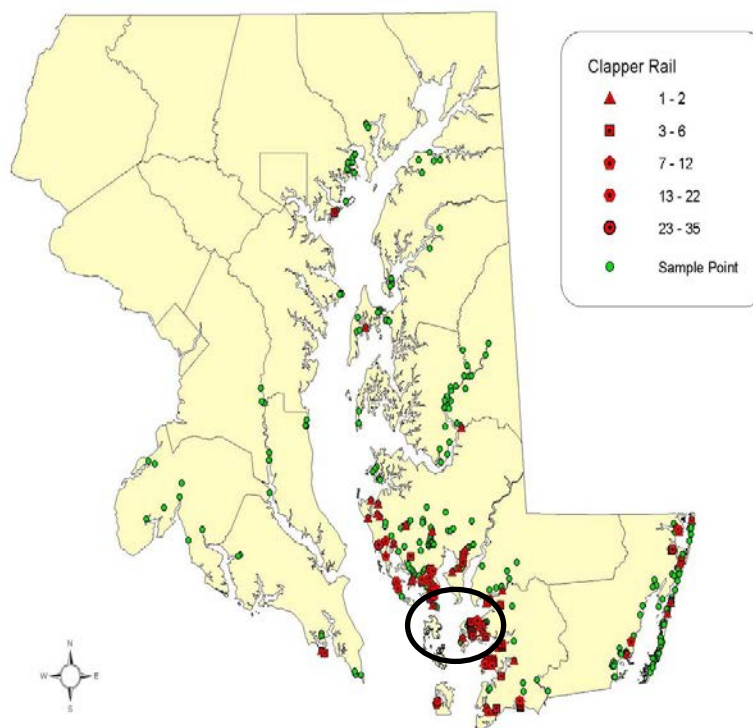 Clapper Rail
1 - 2
3 - 6
7 - 12
13 - 22
23 - 35
Sample Point
N
W E
S